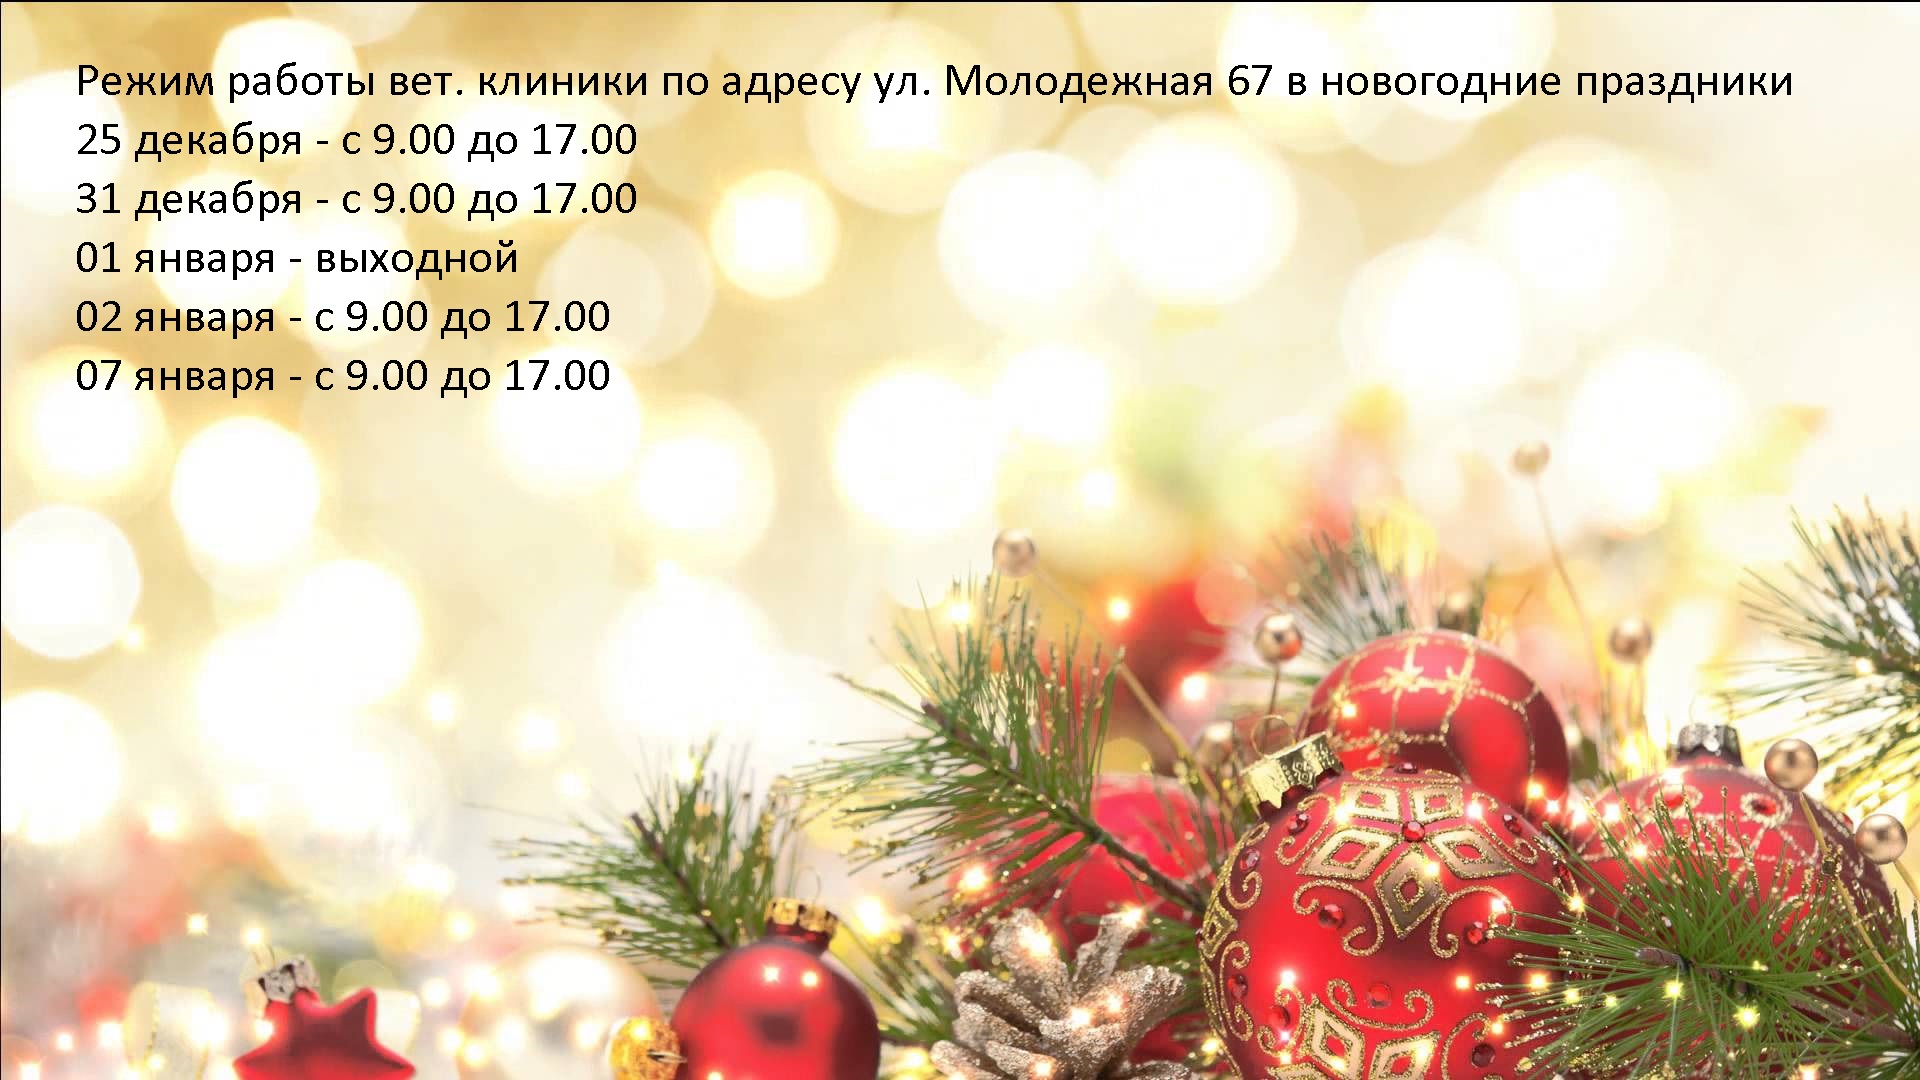 Режим работы вет. клиники по адресу ул. Молодежная 67 в новогодние праздники
25 декабря - с 9.00 до 17.00
31 декабря - с 9.00 до 17.00
01 января - выходной
02 января - с 9.00 до 17.00
07 января - с 9.00 до 17.00